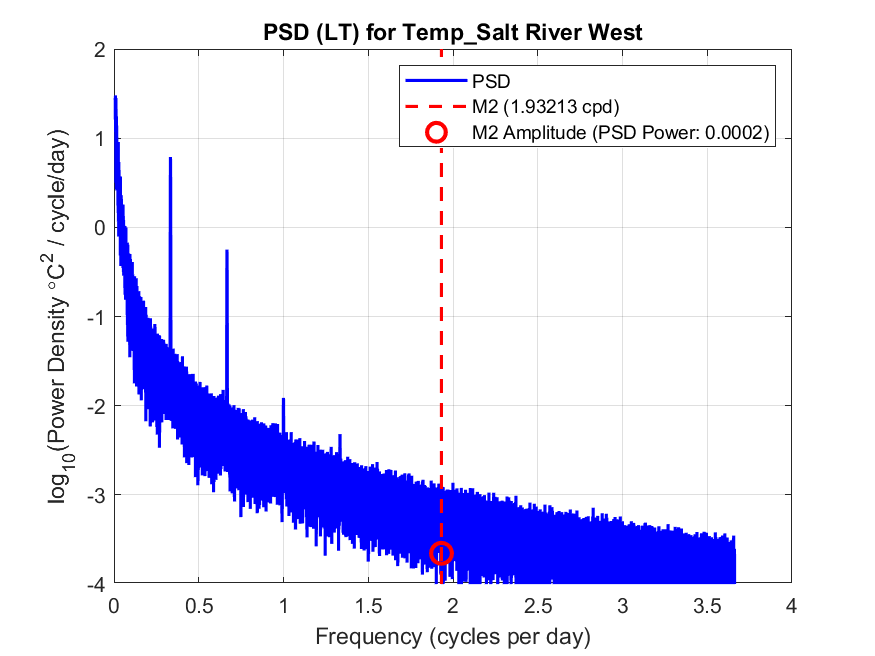 PSD (LT) for Temp_Salt River West
PSD
M2 (1.93213 cpd)
M2 Amplitude (PSD Power: 0.0002)
log10(Power Density °C2 / cycle/day)
2
1
0
-1
-2
-3
-4
0 0.5 1 1.5 2 2.5 3 3.5 4
Frequency (cycles per day)